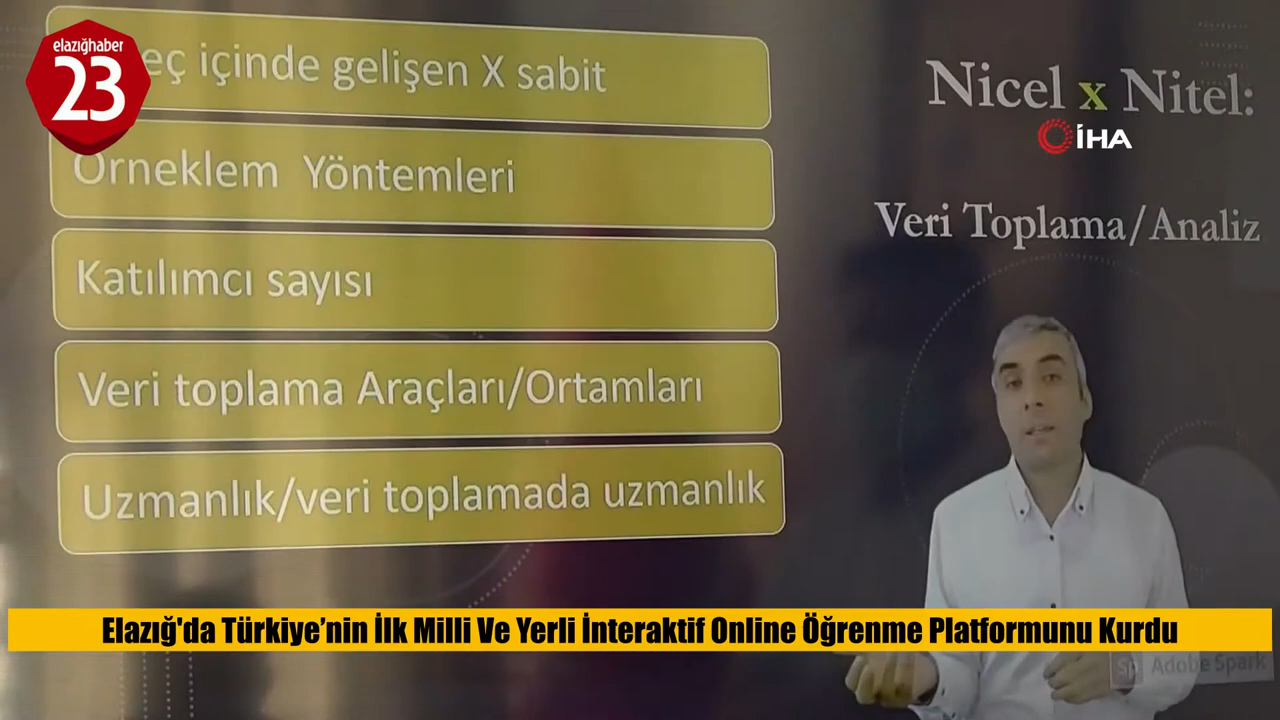 elazığhaber
23
eç içinde gelişen X sabit
Örneklem Yöntemleri
Katılımcı sayısı
Veri toplama Araçları/Ortamları
Uzmanlık/veri toplamada uzmanlık
Nicel x Nitel:
İHA
Veri Toplama/Analiz
Elazığ'da Türkiye’nin İlk Milli Ve Yerli İnteraktif Online Öğrenme Platformunu Kurdu
Sp Adobe Spark